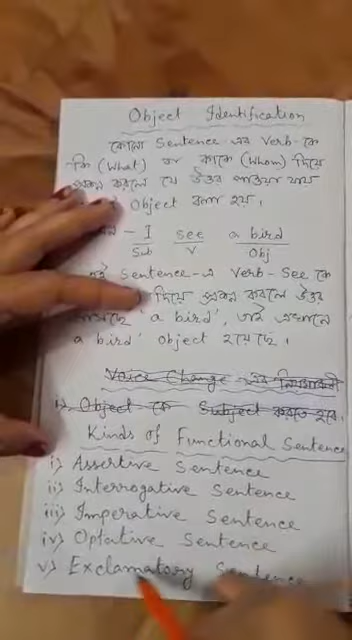 Object Identification
কোনো Sentence -এর Verb-কে
কি (What) বা কাকে (Whom) দিয়ে
প্রশ্ন করলে যে উত্তর পাওয়া যায়
Object বলা হয়।
- I see a bird
Sub V Obj
Sentence-এ Verb-See কে
দিয়ে প্রশ্ন করলে উত্তর
'a bird', তাই এখানে
a bird' object হয়েছে।
Voice Change -এর নিয়মাবলী
Object কে Subject করতে হবে।
Kinds of Functional Sentence
i) Assertive Sentence
ii) Interrogative Sentence
iii) Imperative Sentence
iv) Optative Sentence
v) Exclamatory Sentence